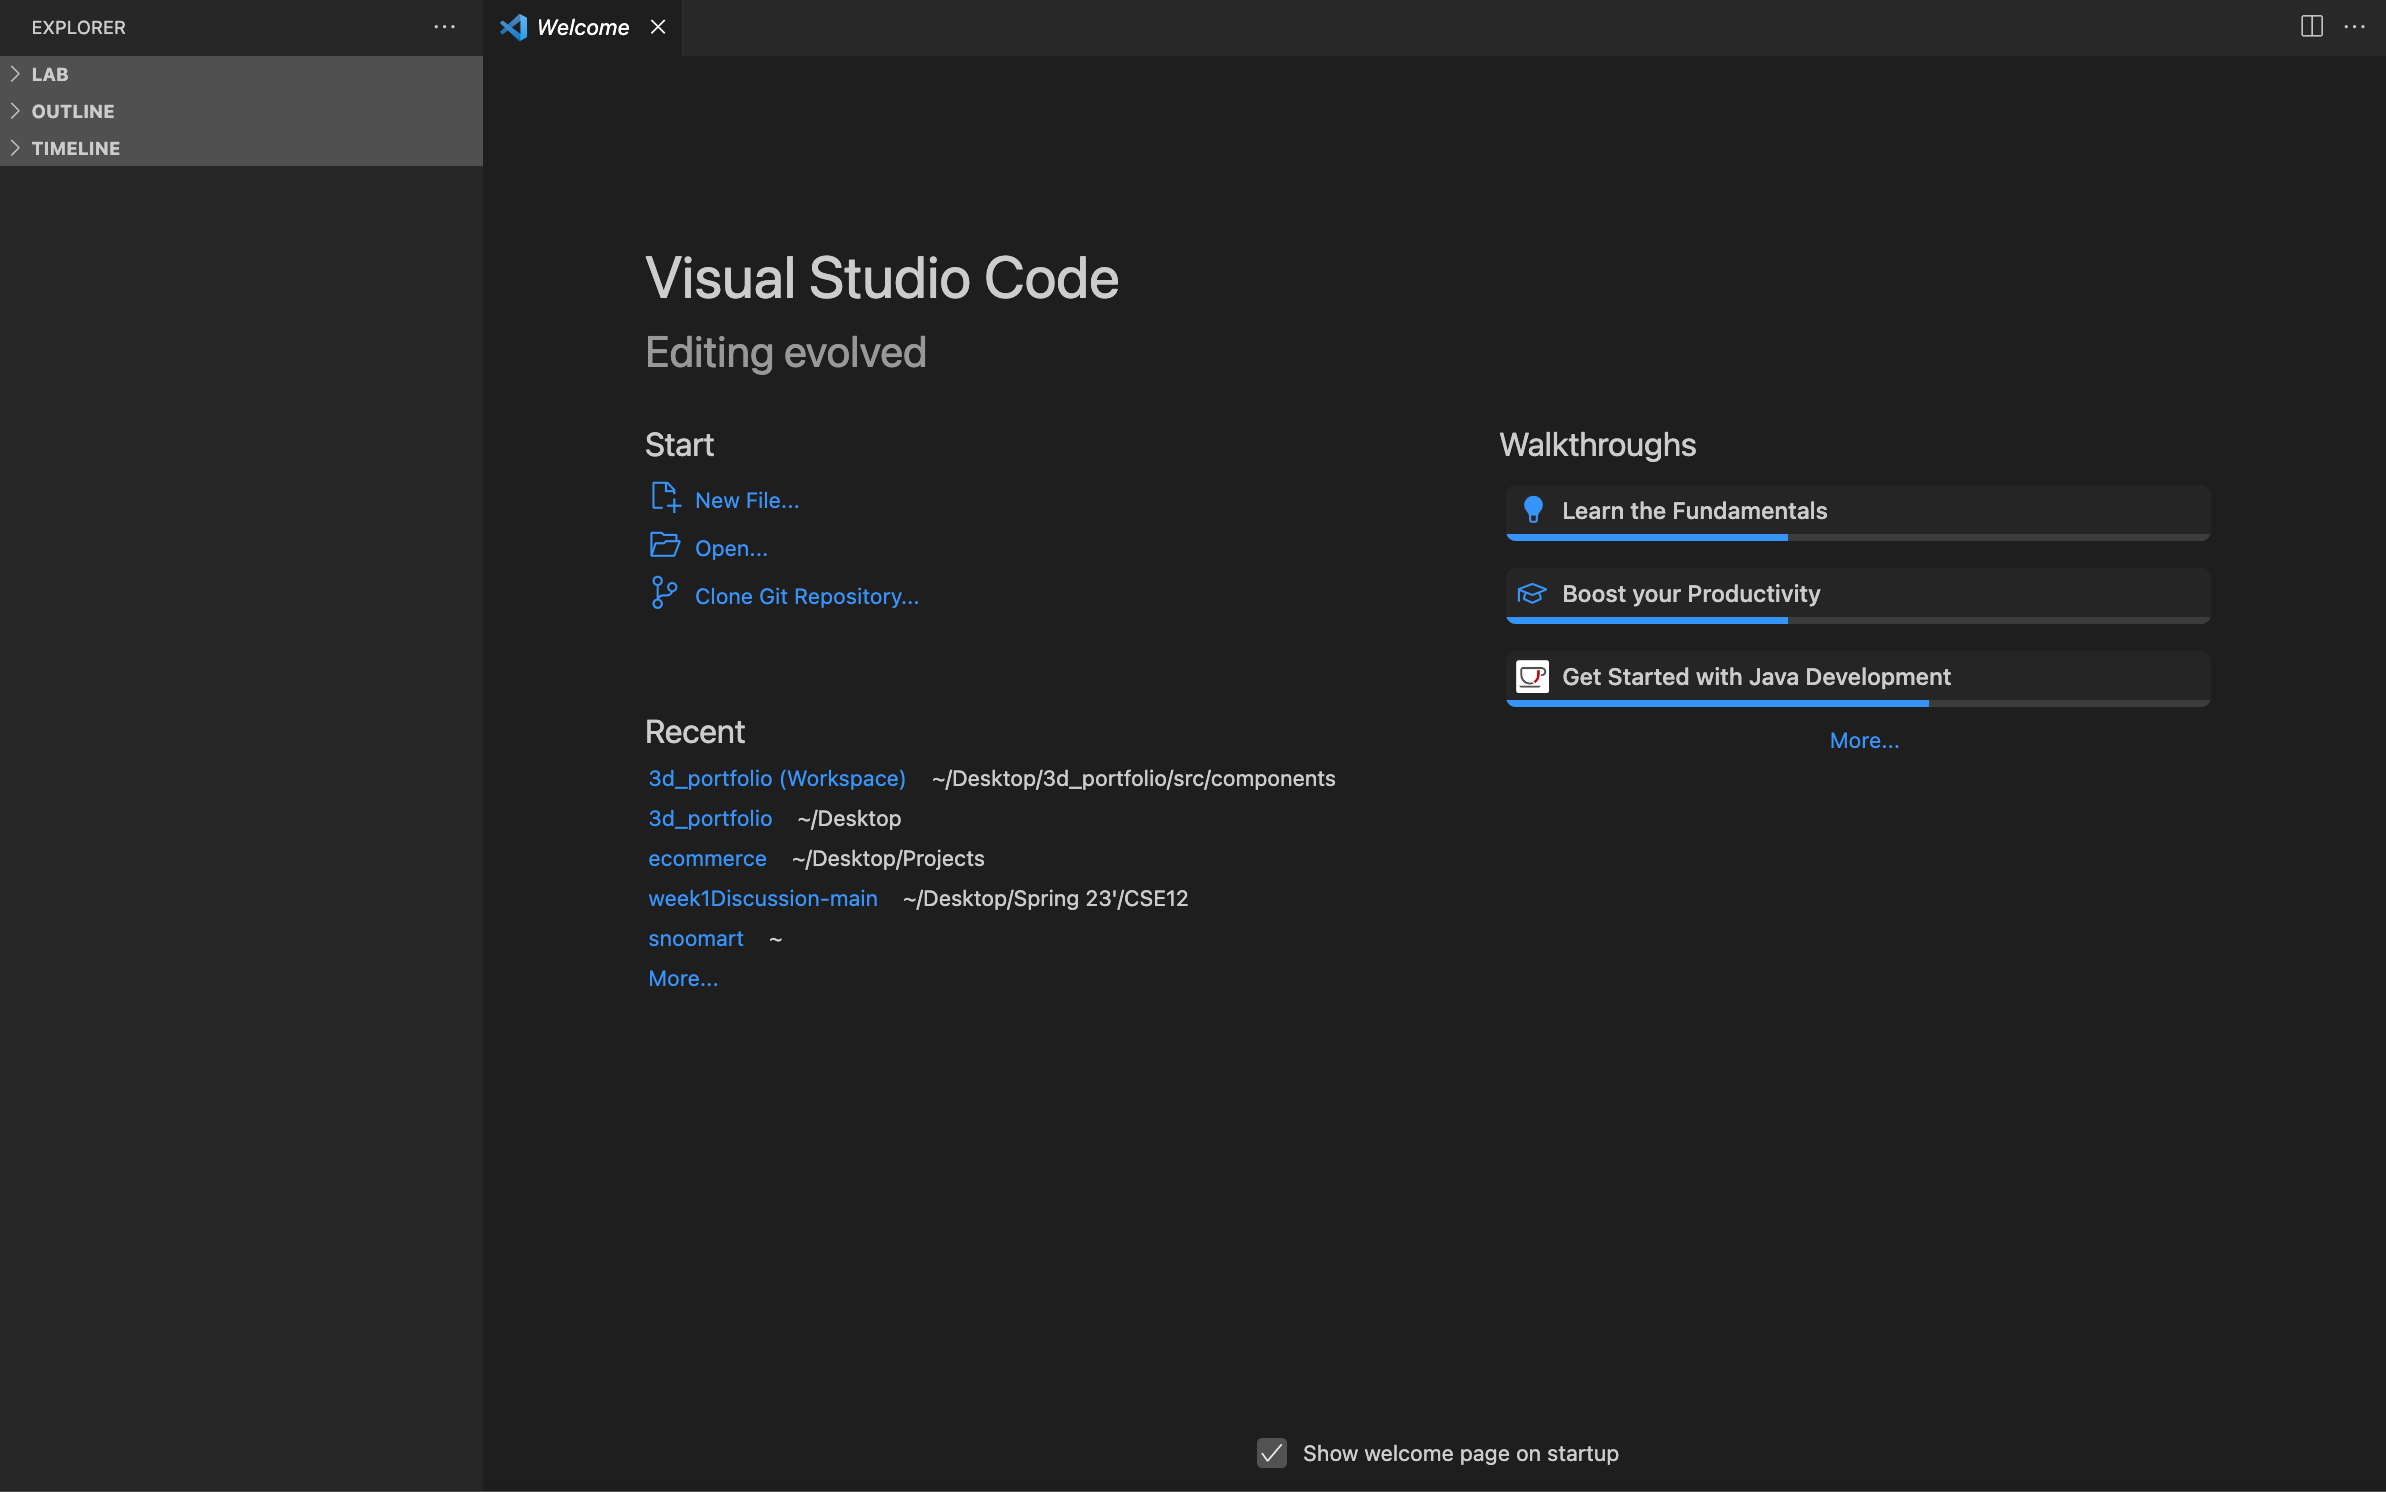 EXPLORER
LAB
OUTLINE
TIMELINE
Welcome
Visual Studio Code
Editing evolved
Start
New File...
Open...
Clone Git Repository...
Recent
3d_portfolio (Workspace) ~/Desktop/3d_portfolio/src/components
3d_portfolio ~/Desktop
ecommerce ~/Desktop/Projects
week1Discussion-main ~/Desktop/Spring 23'/CSE12
snoomart ~
More...
Walkthroughs
Learn the Fundamentals
Boost your Productivity
Get Started with Java Development
More...
Show welcome page on startup